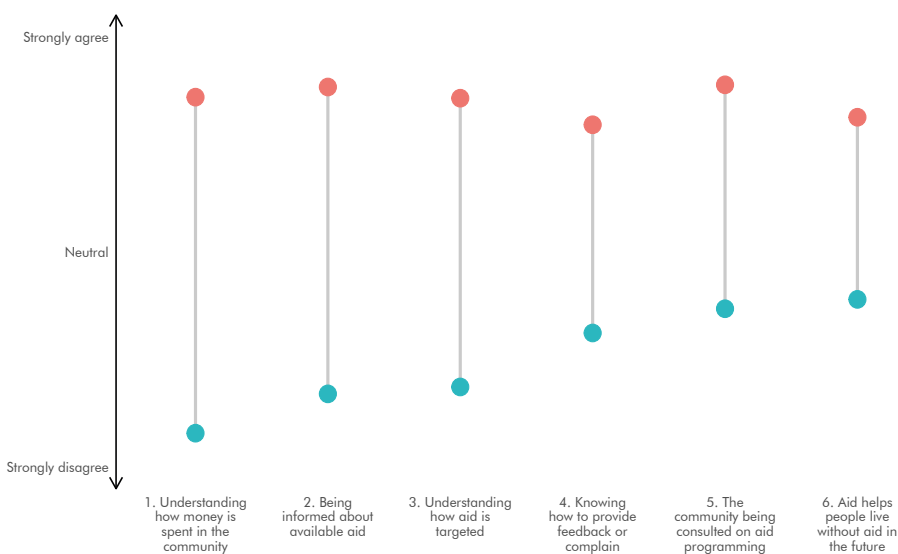 Strongly agree
Neutral
Strongly disagree
1. Understanding
how money is
spent in the
community
2. Being
informed about
available aid
3. Understanding
how aid is
targeted
4. Knowing
how to provide
feedback or
complain
5. The
community being
consulted on aid
programming
6. Aid helps
people live
without aid in
the future